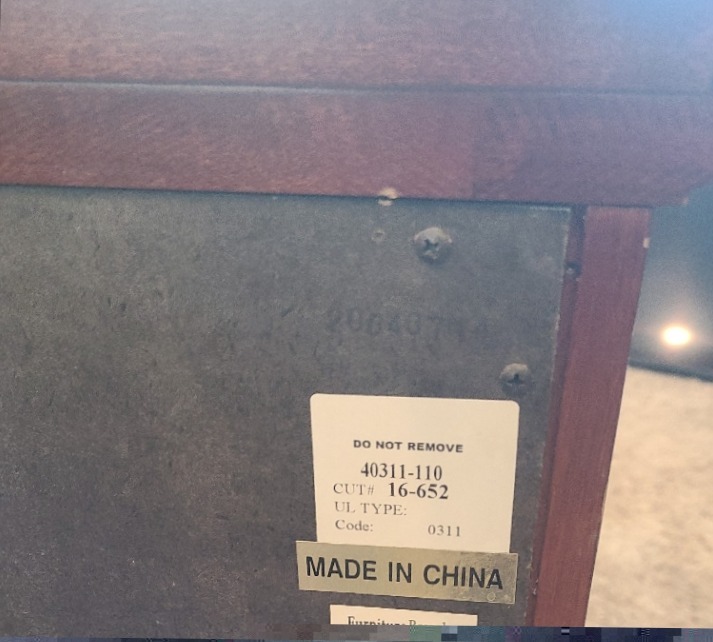 DO NOT REMOVE
40311-110
CUT# 16-652
UL TYPE:
Code: 0311
MADE IN CHINA